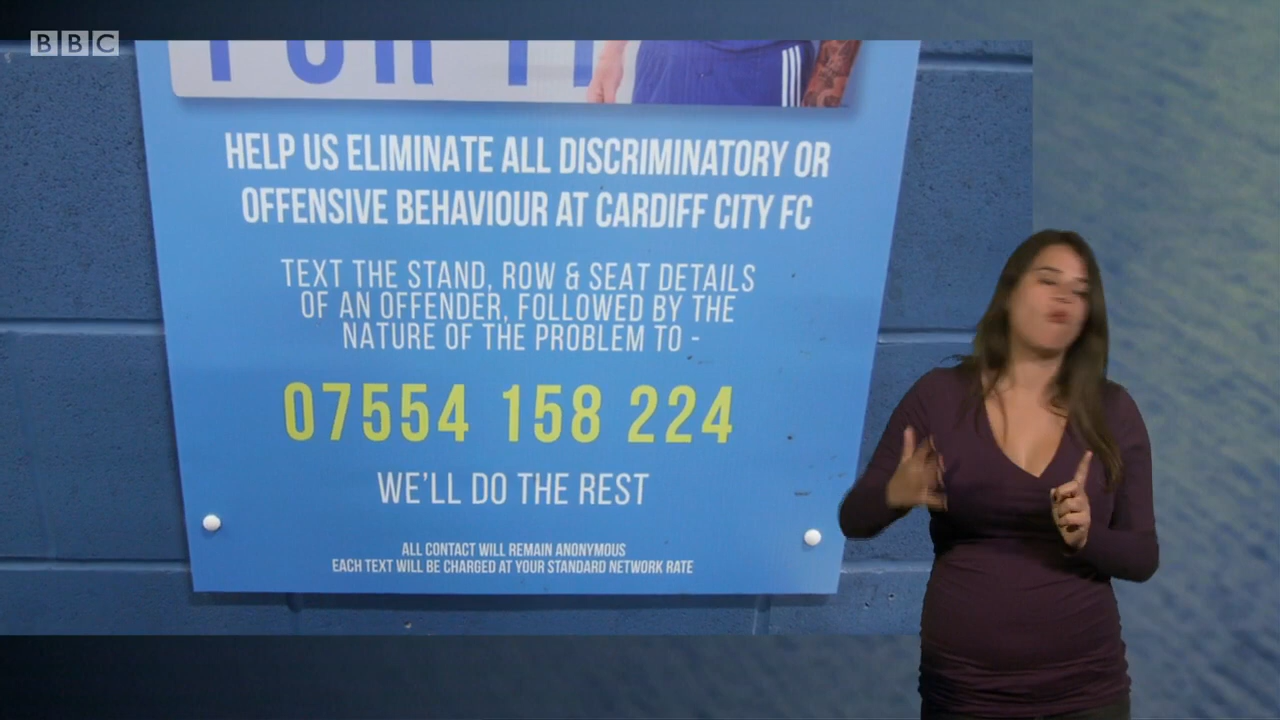 BBC
HELP US ELIMINATE ALL DISCRIMINATORY OR
OFFENSIVE BEHAVIOUR AT CARDIFF CITY FC
TEXT THE STAND, ROW & SEAT DETAILS
OF AN OFFENDER, FOLLOWED BY THE
NATURE OF THE PROBLEM TO -
07554 158 224
WE'LL DO THE REST
ALL CONTACT WILL REMAIN ANONYMOUS
EACH TEXT WILL BE CHARGED AT YOUR STANDARD NETWORK RATE